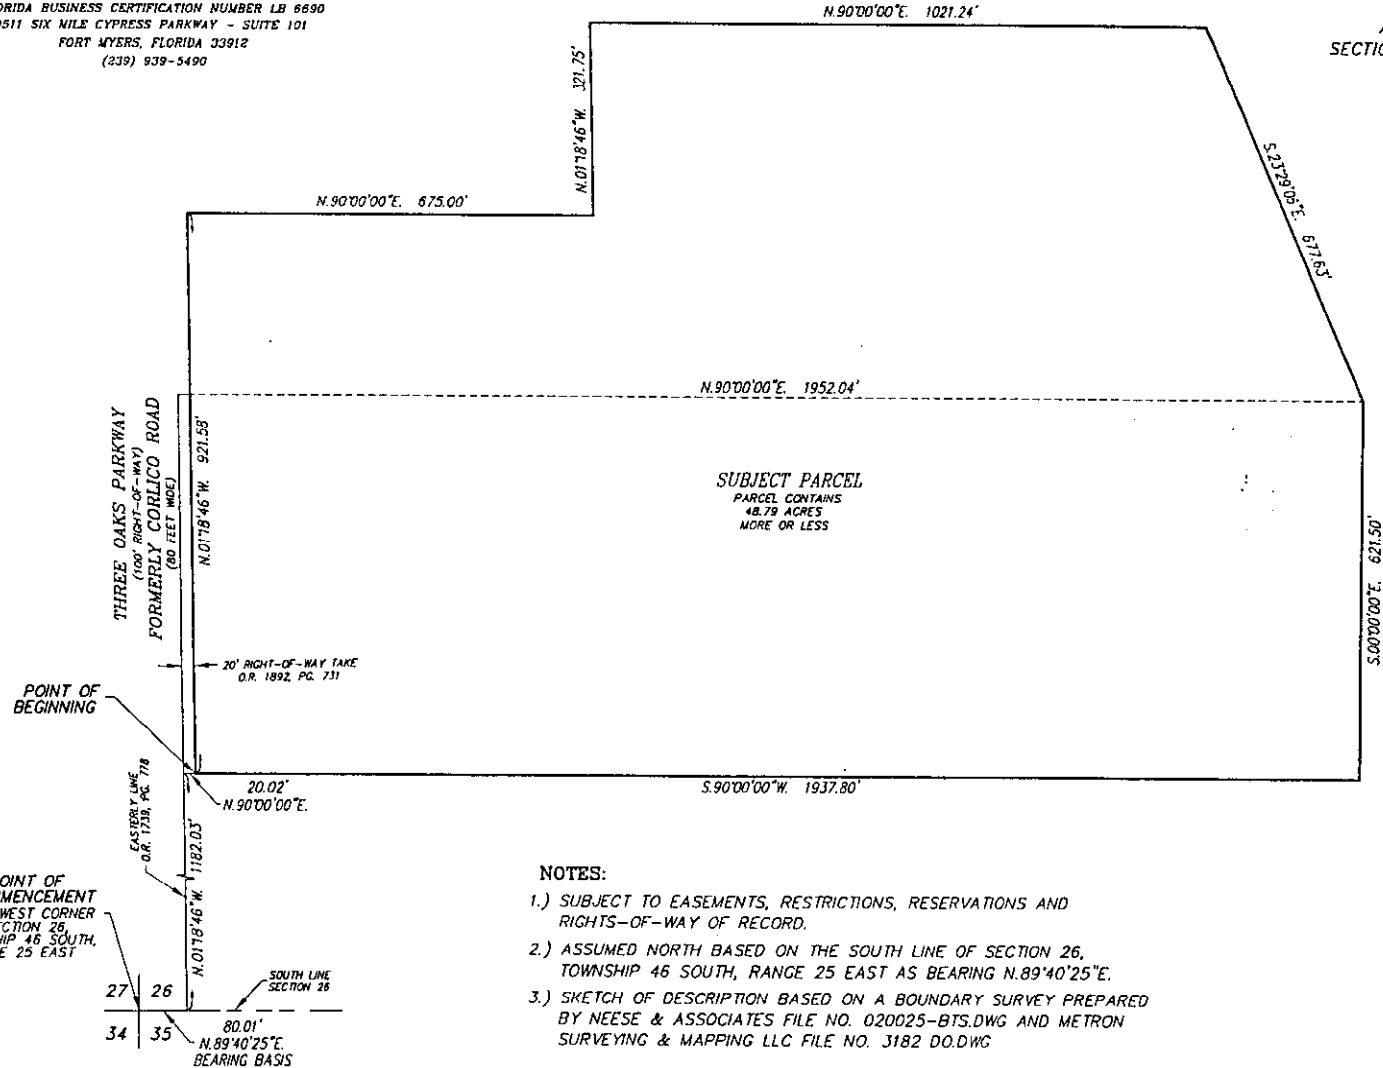 FLORIDA BUSINESS CERTIFICATION NUMBER LB 6690
SIX MILE CYPRESS PARKWAY - SUITE 101
FORT MYERS, FLORIDA 33912
(239) 939-5490
N.90°00'00"E. 1021.24'
N.01°18'46"W. 321.75'
S.23°29'06"E. 677.63'
N.90°00'00"E. 675.00'
N.90°00'00"E. 1952.04'
THREE OAKS PARKWAY
(100' RIGHT-OF-WAY)
FORMERLY CORLICO ROAD
(80 FEET WIDE)
N.01°18'46"W. 921.58'
SUBJECT PARCEL
PARCEL CONTAINS
48.79 ACRES
MORE OR LESS
S.00°00'00"E. 621.50'
20' RIGHT-OF-WAY TAKE
O.R. 1892, PG. 731
POINT OF
BEGINNING
20.02'
N.90°00'00"E.
S.90°00'00"W. 1937.80'
EASTERLY LINE
O.R. 1739, PG. 778
N.01°18'46"W. 1182.03'
POINT OF
WEST CORNER
25 EAST
SOUTH LINE
SECTION 26
27 26
34 35
80.01'
N.89°40'25"E.
BEARING BASIS
NOTES:
1.) SUBJECT TO EASEMENTS, RESTRICTIONS, RESERVATIONS AND
RIGHTS-OF-WAY OF RECORD.
2.) ASSUMED NORTH BASED ON THE SOUTH LINE OF SECTION 26,
TOWNSHIP 46 SOUTH, RANGE 25 EAST AS BEARING N.89°40'25"E.
3.) SKETCH OF DESCRIPTION BASED ON A BOUNDARY SURVEY PREPARED
BY NEESE & ASSOCIATES FILE NO. 020025-BTS.DWG AND METRON
SURVEYING & MAPPING LLC FILE NO. 3182 DO.DWG